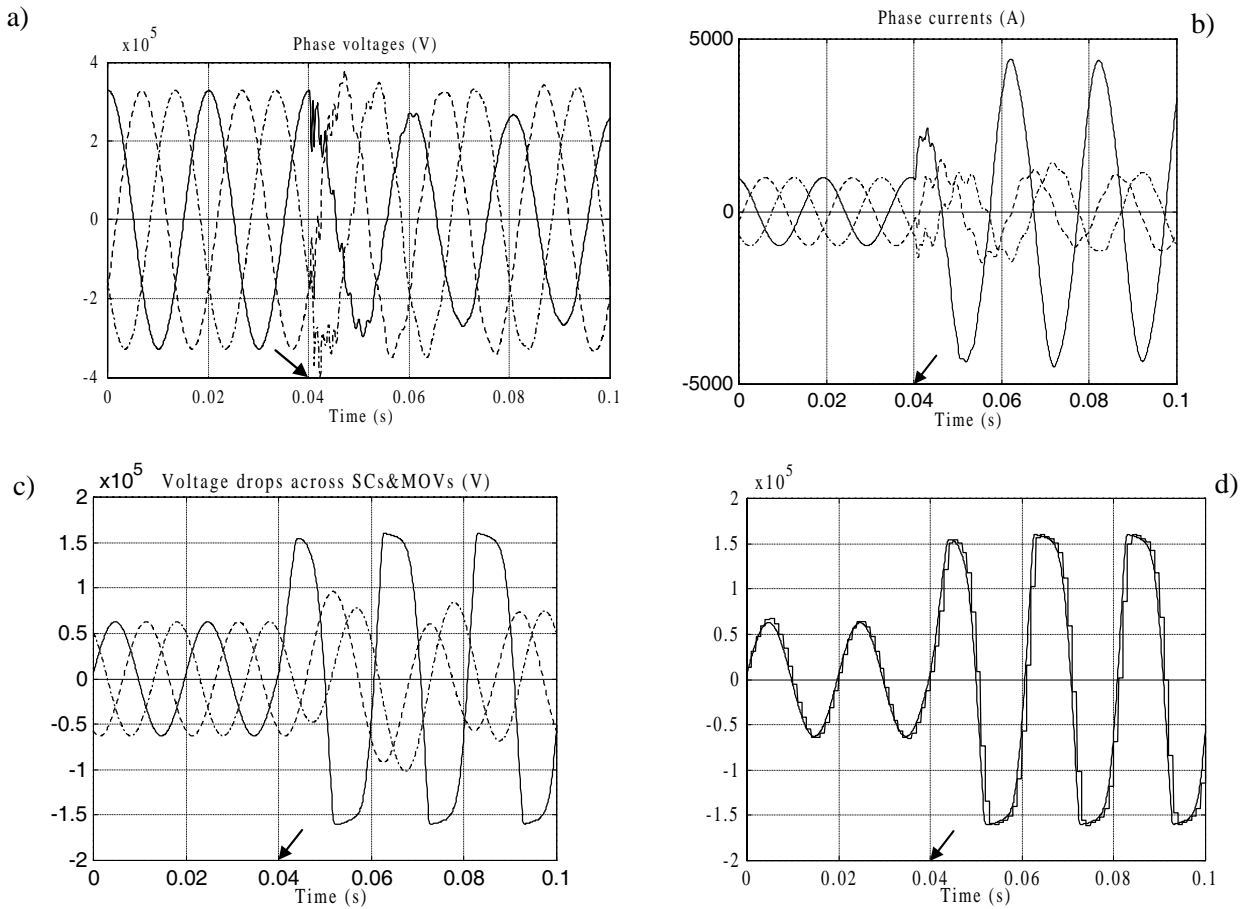 a)
x10^5
Phase voltages (V)
4
2
0
-2
-4
0 0.02 0.04 0.06 0.08 0.1
Time (s)
b)
Phase currents (A)
5000
0
-5000
0 0.02 0.04 0.06 0.08 0.1
Time (s)
c)
x10^5 Voltage drops across SCs&MOVs (V)
2
1.5
1
0.5
0
-0.5
-1
-1.5
-2
0 0.02 0.04 0.06 0.08 0.1
Time (s)
d)
x10^5
2
1.5
1
0.5
0
-0.5
-1
-1.5
-2
0 0.02 0.04 0.06 0.08 0.1
Time (s)